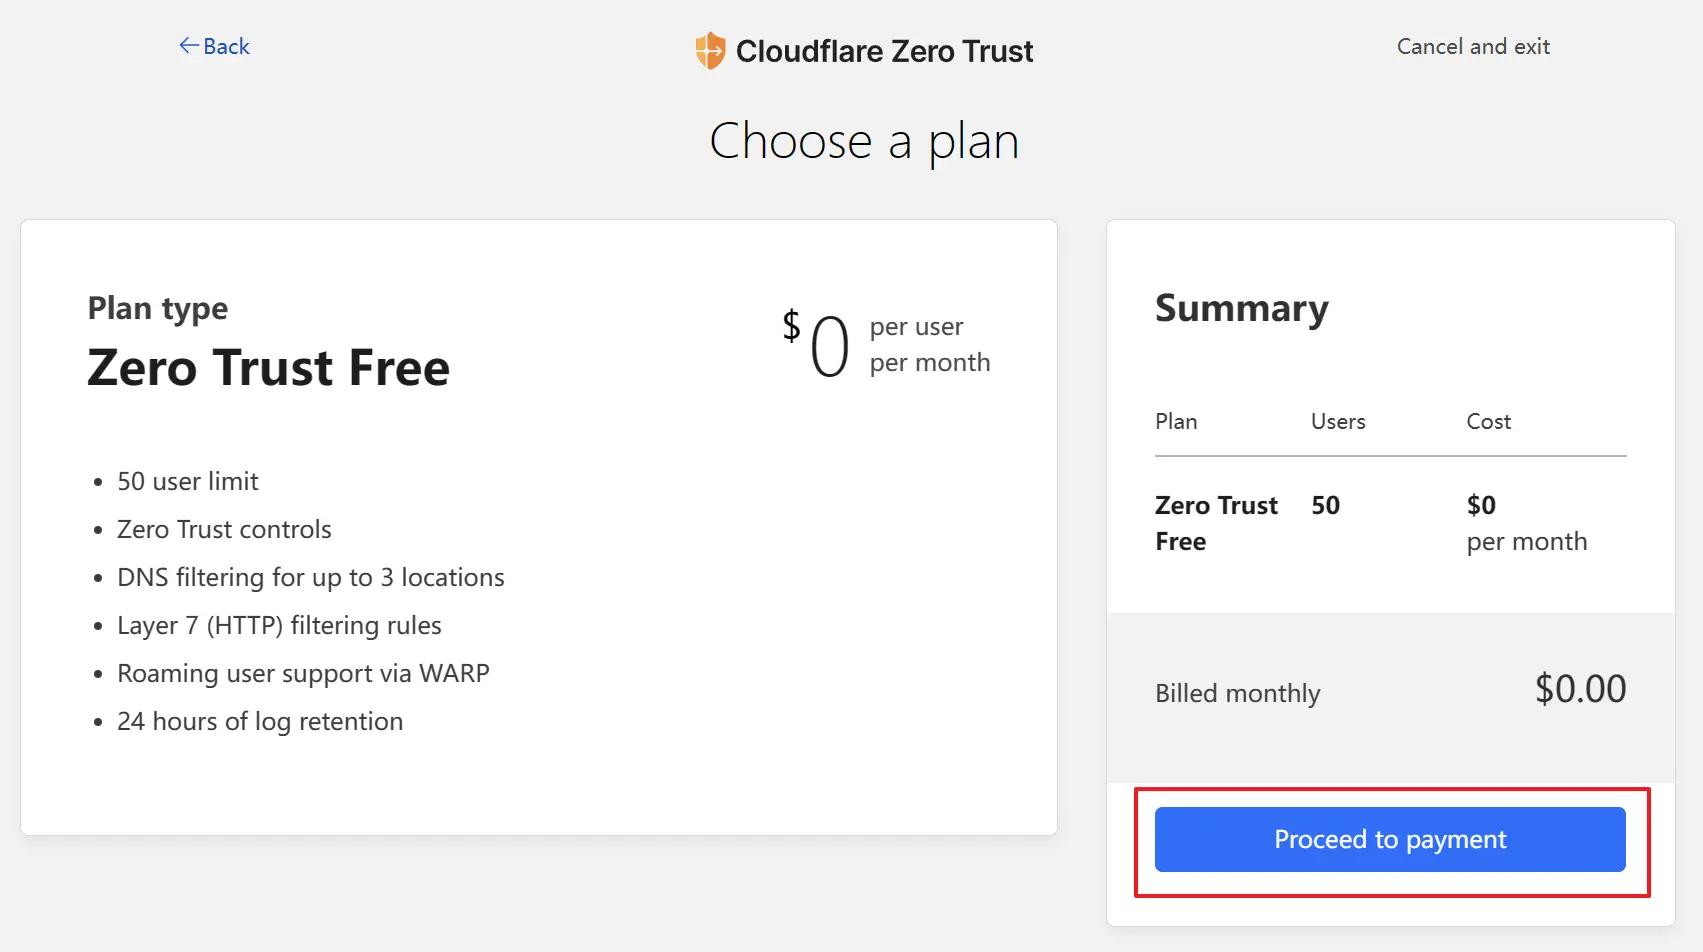 Back
Cloudflare Zero Trust
Cancel and exit
Choose a plan
Plan type
Zero Trust Free
$0 per user
per month
• 50 user limit
• Zero Trust controls
• DNS filtering for up to 3 locations
• Layer 7 (HTTP) filtering rules
• Roaming user support via WARP
• 24 hours of log retention
Summary
Plan Users Cost
Zero Trust 50 $0
Free per month
Billed monthly $0.00
Proceed to payment